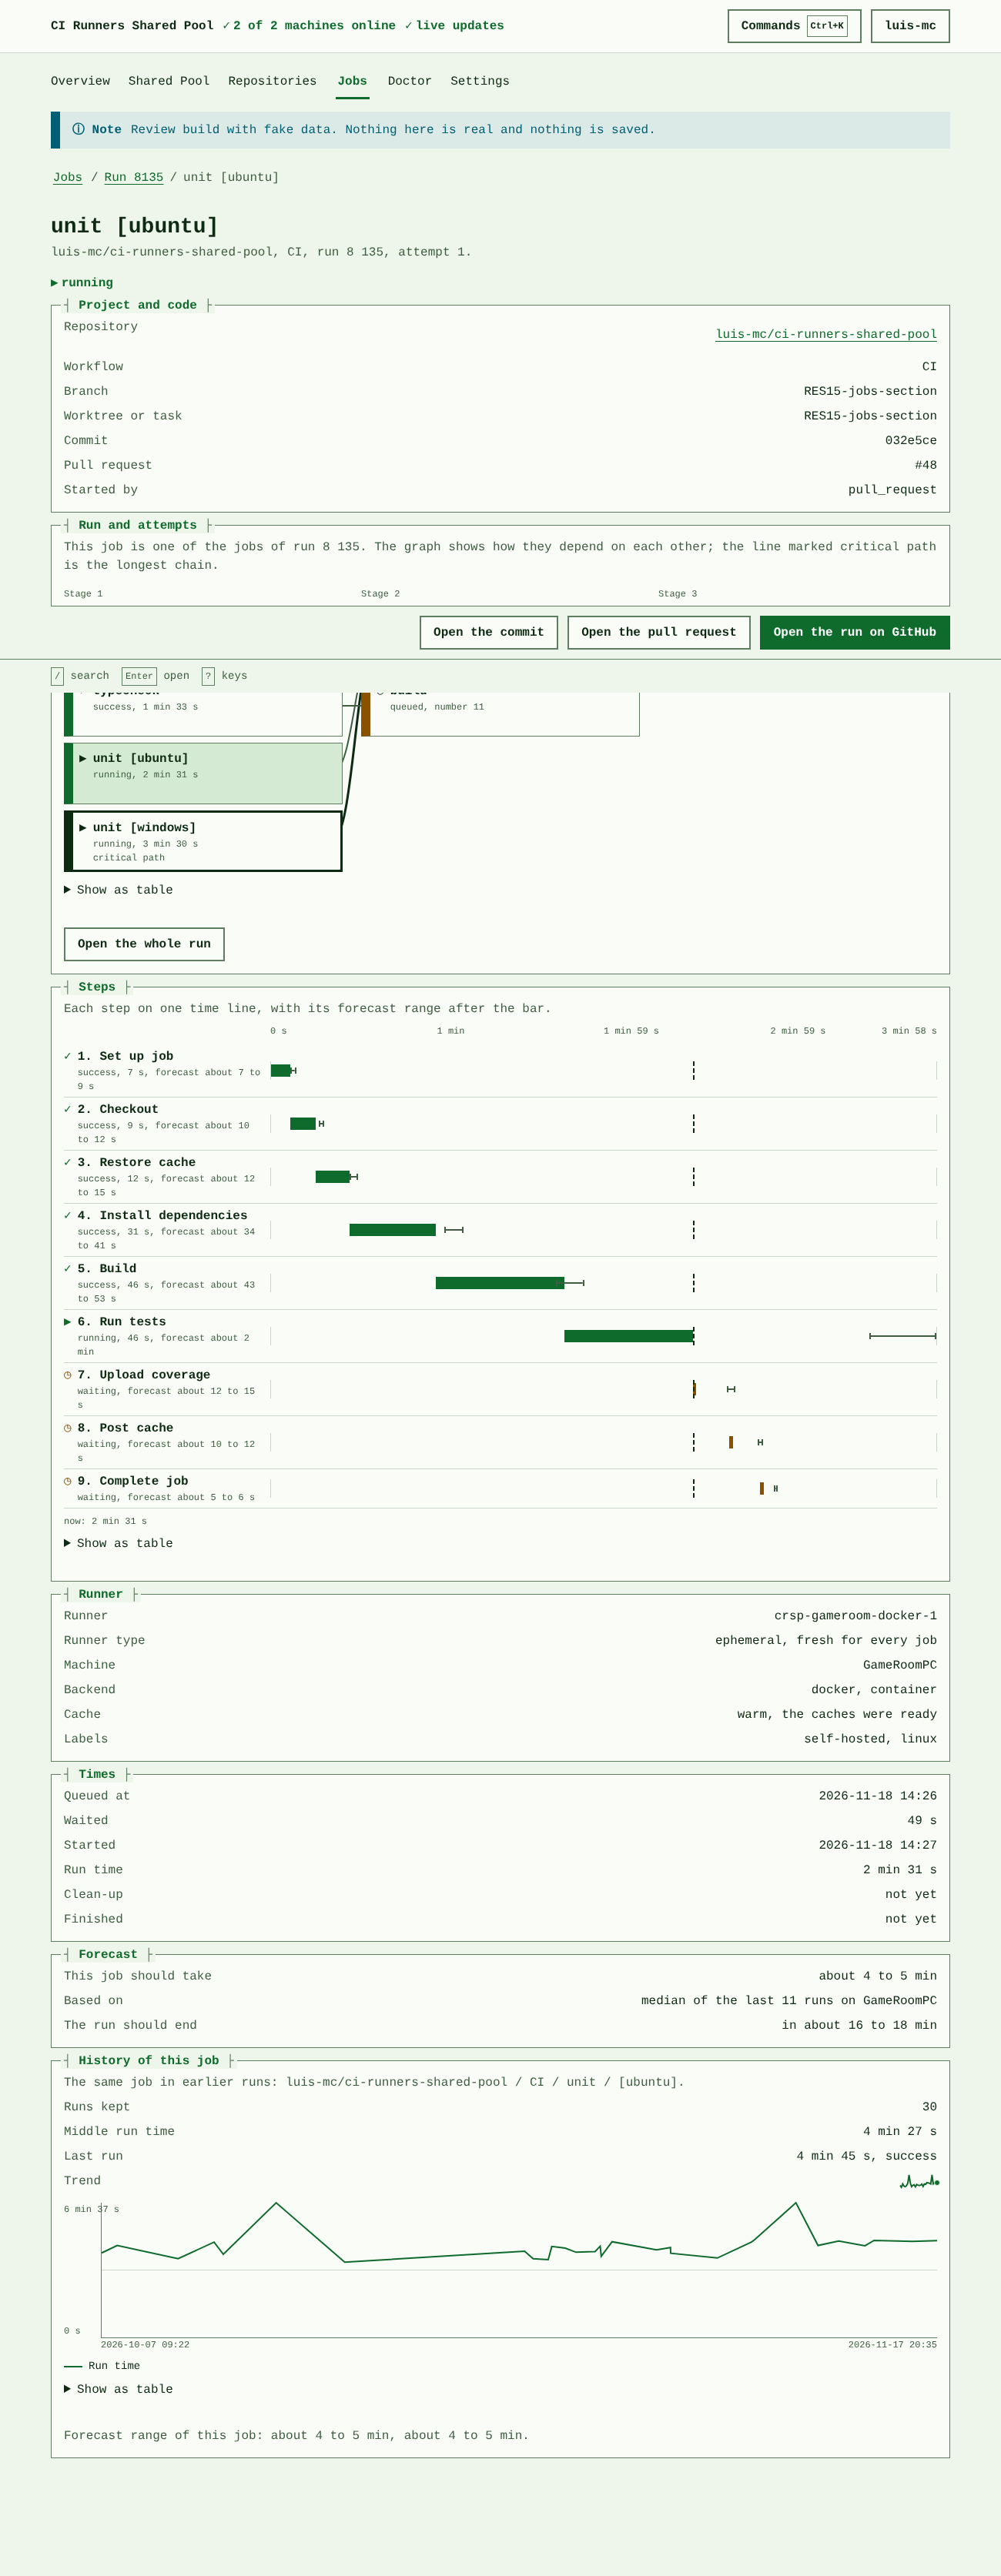 CI Runners Shared Pool ✓ 2 of 2 machines online ✓ live updates
Commands Ctrl+K
luis-mc
Overview Shared Pool Repositories Jobs Doctor Settings
ⓘ Note Review build with fake data. Nothing here is real and nothing is saved.
Jobs / Run 8135 / unit [ubuntu]
unit [ubuntu]
luis-mc/ci-runners-shared-pool, CI, run 8 135, attempt 1.
▶ running
Project and code
Repository luis-mc/ci-runners-shared-pool
Workflow CI
Branch RES15-jobs-section
Worktree or task RES15-jobs-section
Commit 032e5ce
Pull request #48
Started by pull_request
Run and attempts
This job is one of the jobs of run 8 135. The graph shows how they depend on each other; the line marked critical path
is the longest chain.
Stage 1 Stage 2 Stage 3
Open the commit Open the pull request Open the run on GitHub
/ search Enter open ? keys
success, 1 min 33 s
queued, number 11
▶ unit [ubuntu]
running, 2 min 31 s
▶ unit [windows]
running, 3 min 30 s
critical path
▶ Show as table
Open the whole run
Steps
Each step on one time line, with its forecast range after the bar.
0 s 1 min 1 min 59 s 2 min 59 s 3 min 58 s
✓ 1. Set up job
success, 7 s, forecast about 7 to
9 s
✓ 2. Checkout
success, 9 s, forecast about 10
to 12 s
✓ 3. Restore cache
success, 12 s, forecast about 12
to 15 s
✓ 4. Install dependencies
success, 31 s, forecast about 34
to 41 s
✓ 5. Build
success, 46 s, forecast about 43
to 53 s
▶ 6. Run tests
running, 46 s, forecast about 2
min
◷ 7. Upload coverage
waiting, forecast about 12 to 15
s
◷ 8. Post cache
waiting, forecast about 10 to 12
s
◷ 9. Complete job
waiting, forecast about 5 to 6 s
now: 2 min 31 s
▶ Show as table
Runner
Runner crsp-gameroom-docker-1
Runner type ephemeral, fresh for every job
Machine GameRoomPC
Backend docker, container
Cache warm, the caches were ready
Labels self-hosted, linux
Times
Queued at 2026-11-18 14:26
Waited 49 s
Started 2026-11-18 14:27
Run time 2 min 31 s
Clean-up not yet
Finished not yet
Forecast
This job should take about 4 to 5 min
Based on median of the last 11 runs on GameRoomPC
The run should end in about 16 to 18 min
History of this job
The same job in earlier runs: luis-mc/ci-runners-shared-pool / CI / unit / [ubuntu].
Runs kept 30
Middle run time 4 min 27 s
Last run 4 min 45 s, success
Trend
6 min 37 s
0 s
2026-10-07 09:22 2026-11-17 20:35
Run time
▶ Show as table
Forecast range of this job: about 4 to 5 min, about 4 to 5 min.